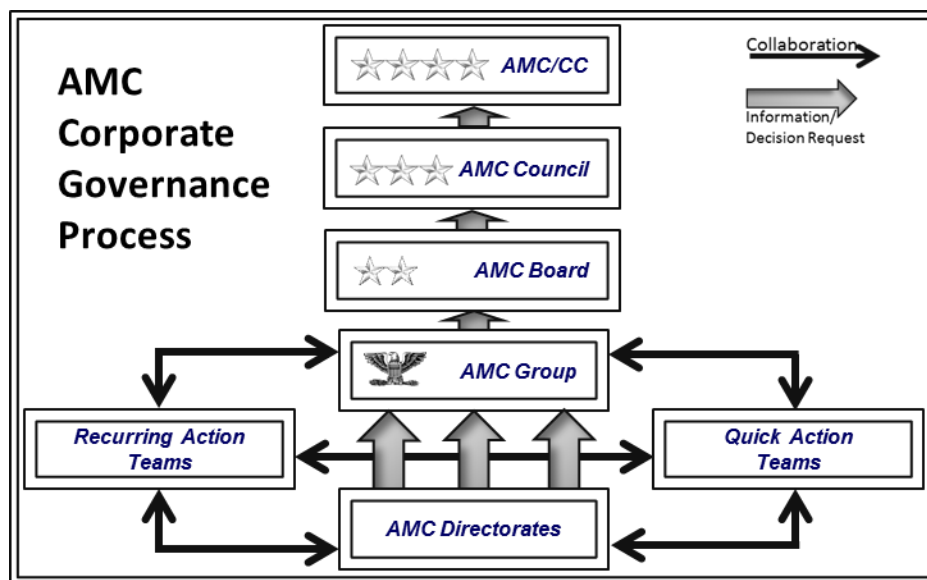 AMC
Corporate
Governance
Process
Collaboration
Information/
Decision Request
AMC/CC
AMC Council
AMC Board
AMC Group
Recurring Action
Teams
Quick Action
Teams
AMC Directorates